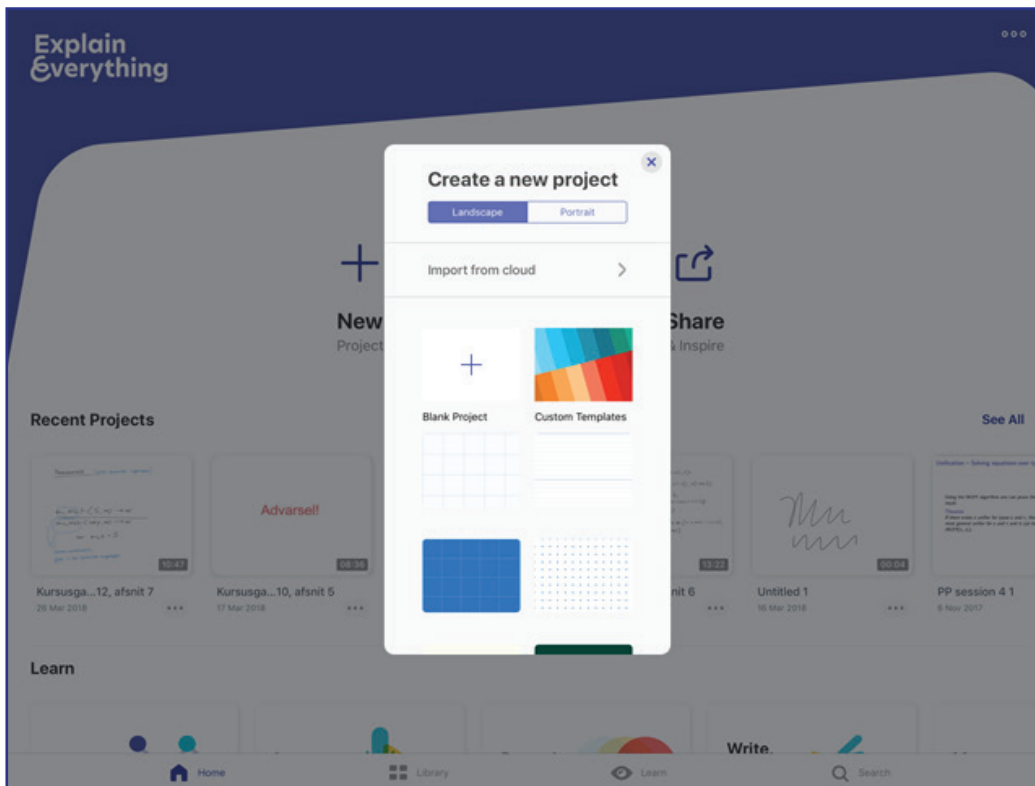 Explain
Everything
Create a new project
Landscape Portrait
Import from cloud
New
Project
Share
& Inspire
Blank Project Custom Templates
Recent Projects See All
Advarsel!
10:47
08:36
13:22
00:04
Kursusga...12, afsnit 7
26 Mar 2018
Kursusga...10, afsnit 5
17 Mar 2018
nit 6
Untitled 1
16 Mar 2018
PP session 4 1
6 Nov 2017
Learn
Write,
Home Library Learn Search